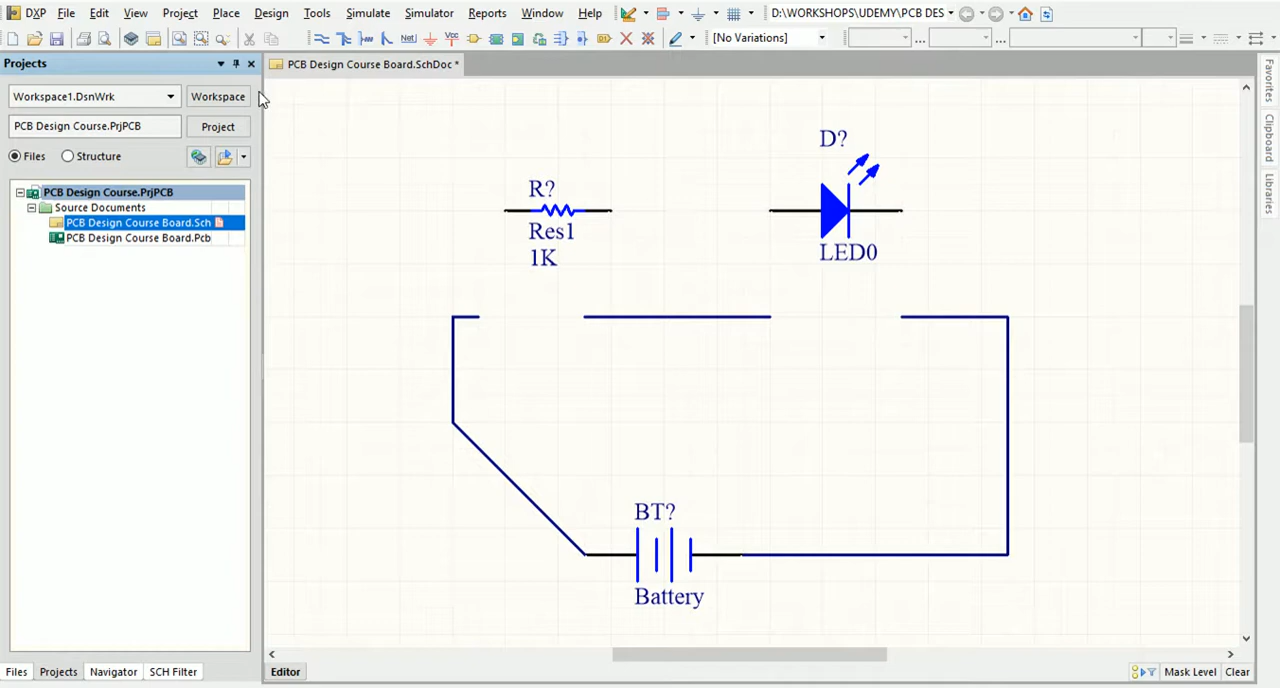 DXP File Edit View Project Place Design Tools Simulate Simulator Reports Window Help D:\WORKSHOPS\UDEMY\PCB DES
Net Vcc D1 [No Variations] ... ...
Projects
PCB Design Course Board.SchDoc *
Workspace1.DsnWrk Workspace
PCB Design Course.PrjPCB Project
Files Structure
PCB Design Course.PrjPCB
Source Documents
PCB Design Course Board.Sch
PCB Design Course Board.Pcb
R?
Res1
1K
D?
LED0
BT?
Battery
Favorites
Clipboard
Libraries
Files Projects Navigator SCH Filter
Editor
Mask Level Clear